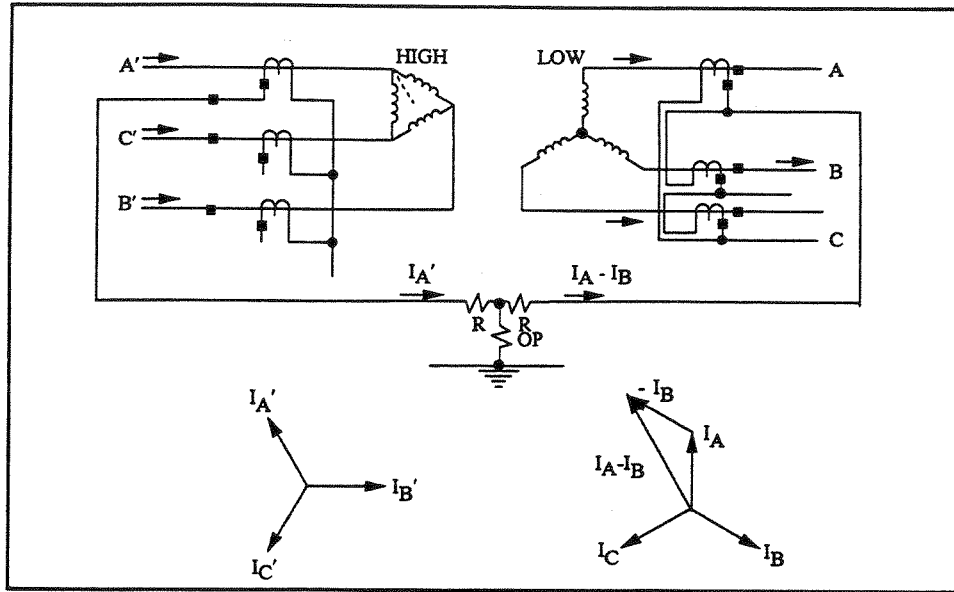 HIGH
LOW
A′
A
C′
B
B′
C
I_A′
I_A - I_B
R
R
OP
- I_B
I_A′
I_A
I_A-I_B
I_B′
I_C
I_B
I_C′